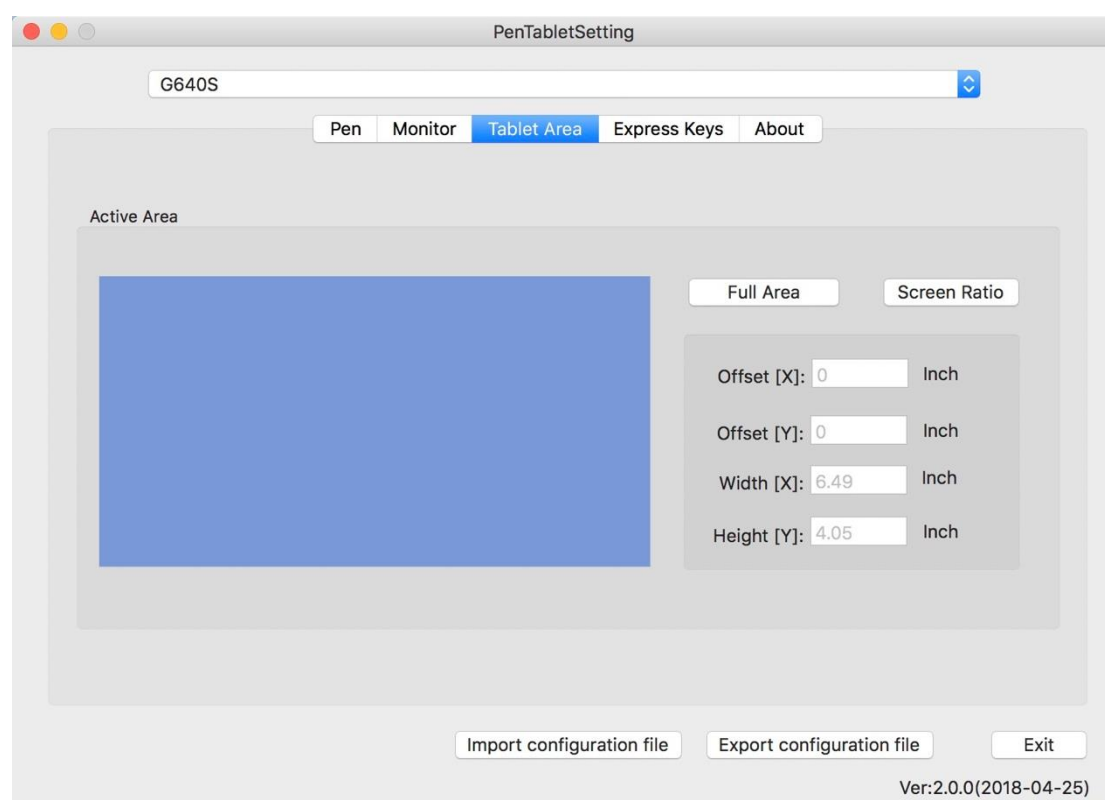 PenTabletSetting
G640S
Pen Monitor Tablet Area Express Keys About
Active Area
Full Area Screen Ratio
Offset [X]: 0 Inch
Offset [Y]: 0 Inch
Width [X]: 6.49 Inch
Height [Y]: 4.05 Inch
Import configuration file Export configuration file Exit
Ver:2.0.0(2018-04-25)